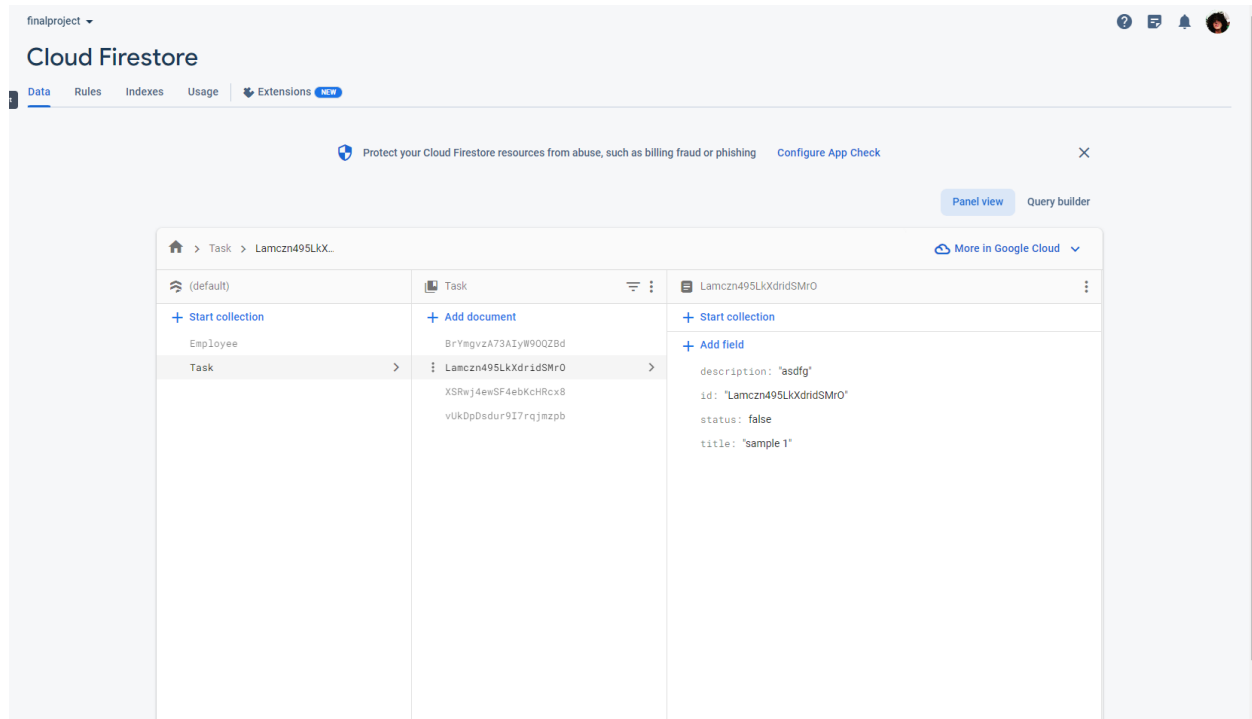 finalproject
Cloud Firestore
Data Rules Indexes Usage Extensions NEW
Protect your Cloud Firestore resources from abuse, such as billing fraud or phishing Configure App Check
Panel view Query builder
Task > Lamczn495LkX...
More in Google Cloud
(default)
Task
Lamczn495LkXdridSMrO
Start collection
Add document
Start collection
Employee
Task
BrYmgvzA73AIyW9OQZBd
Lamczn495LkXdridSMrO
XSRwj4ewSF4ebKcHRcx8
vUkDpDsdur9I7rqjmzpb
Add field
description: "asdfg"
id: "Lamczn495LkXdridSMrO"
status: false
title: "sample 1"